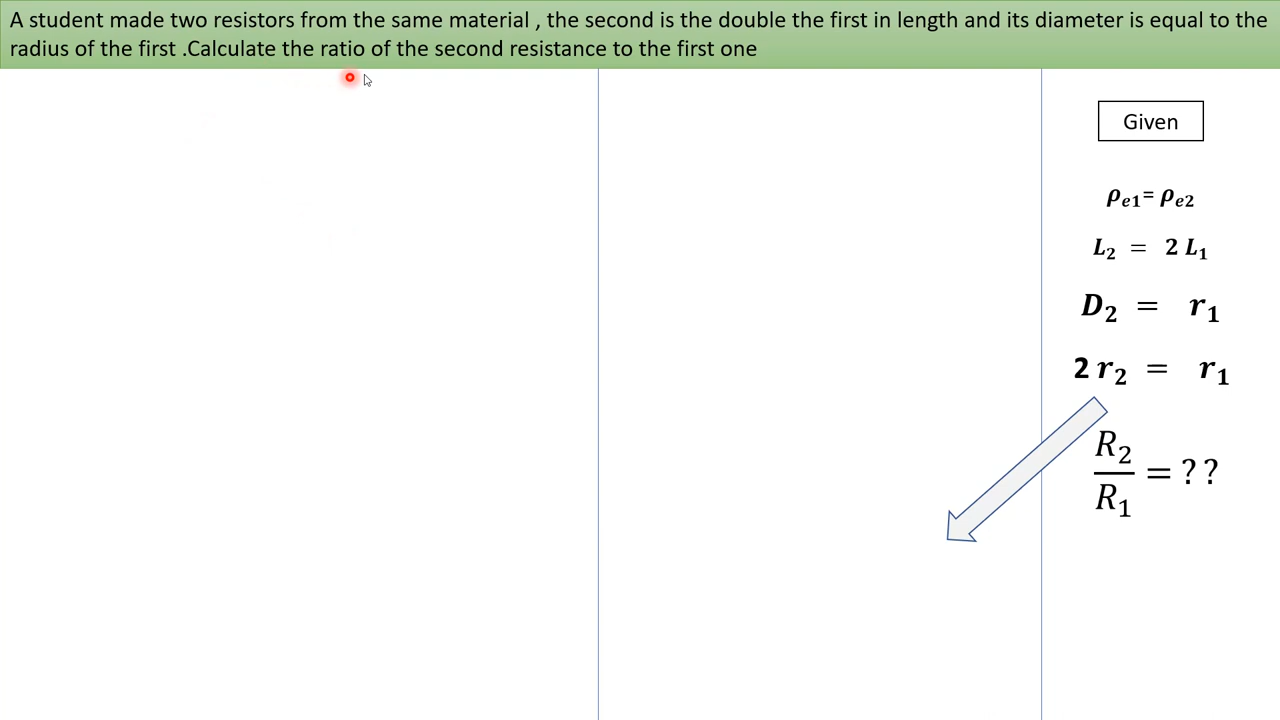 A student made two resistors from the same material , the second is the double the first in length and its diameter is equal to the
radius of the first .Calculate the ratio of the second resistance to the first one
Given
ρₑ₁= ρₑ₂
L₂ = 2 L₁
D₂ = r₁
2 r₂ = r₁
R₂
R₁
= ? ?